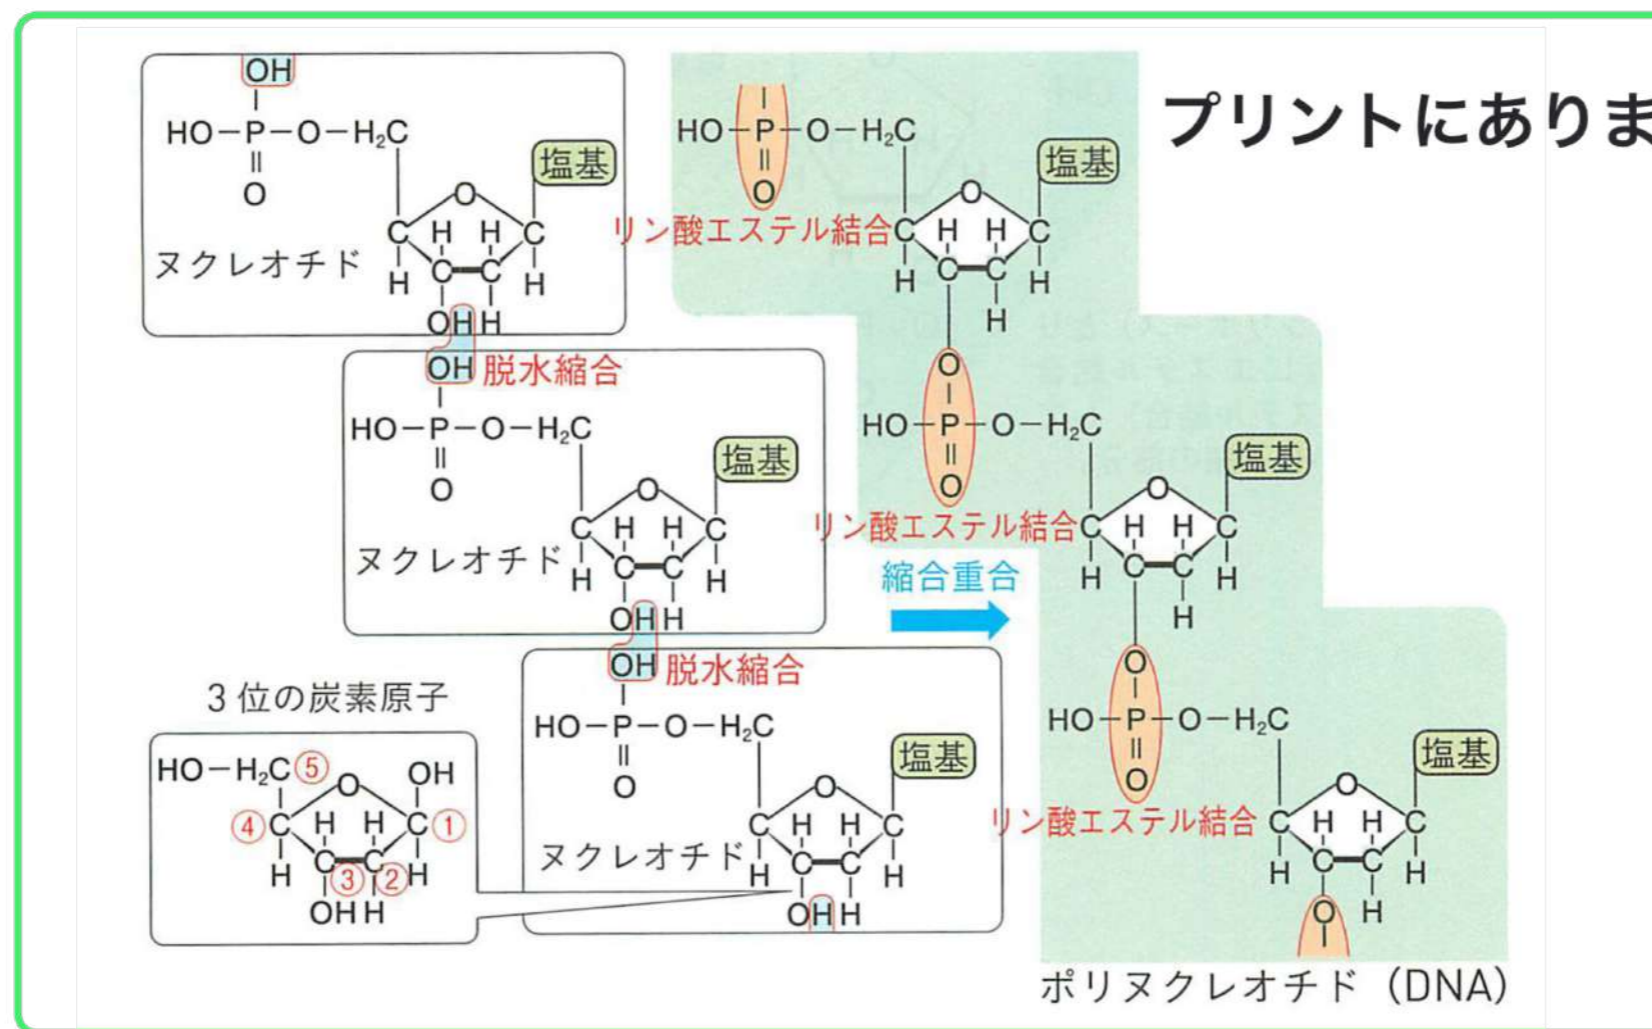 プリントにありま
OH
HO-P-O-H₂C
O
塩基
O
C H H C
ヌクレオチド
H C C H
OH H
OH 脱水縮合
HO-P-O-H₂C
O
塩基
O
C H H C
ヌクレオチド
H C C H
OH H
OH 脱水縮合
HO-P-O-H₂C
O
塩基
O
C H H C
ヌクレオチド
H C C H
OH H
3位の炭素原子
HO-H₂C⑤ O OH
④C H H C①
H C C H
③ ②
OH H
縮合重合
HO-P-O-H₂C
O
塩基
O
リン酸エステル結合
C H H C
H C C H
H
O
HO-P-O-H₂C
O
塩基
O
リン酸エステル結合
C H H C
H C C H
H
O
HO-P-O-H₂C
O
塩基
O
リン酸エステル結合
C H H C
H C C H
O H
ポリヌクレオチド (DNA)